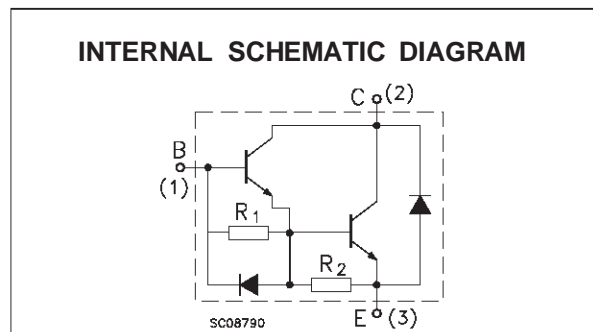 INTERNAL SCHEMATIC DIAGRAM
C (2)
B
(1)
R1
R2
E (3)
SC08790